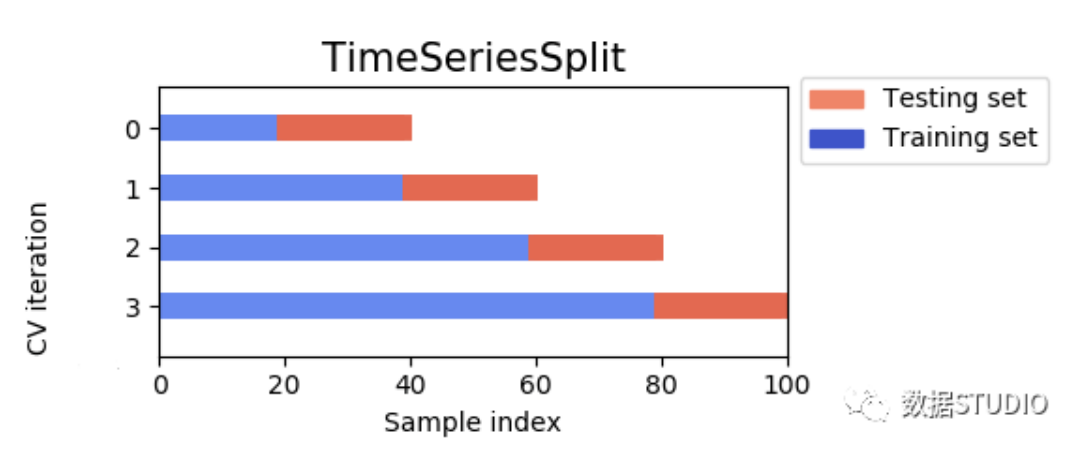 TimeSeriesSplit
Testing set
Training set
CV iteration
0
1
2
3
0 20 40 60 80 100
Sample index
数据STUDIO